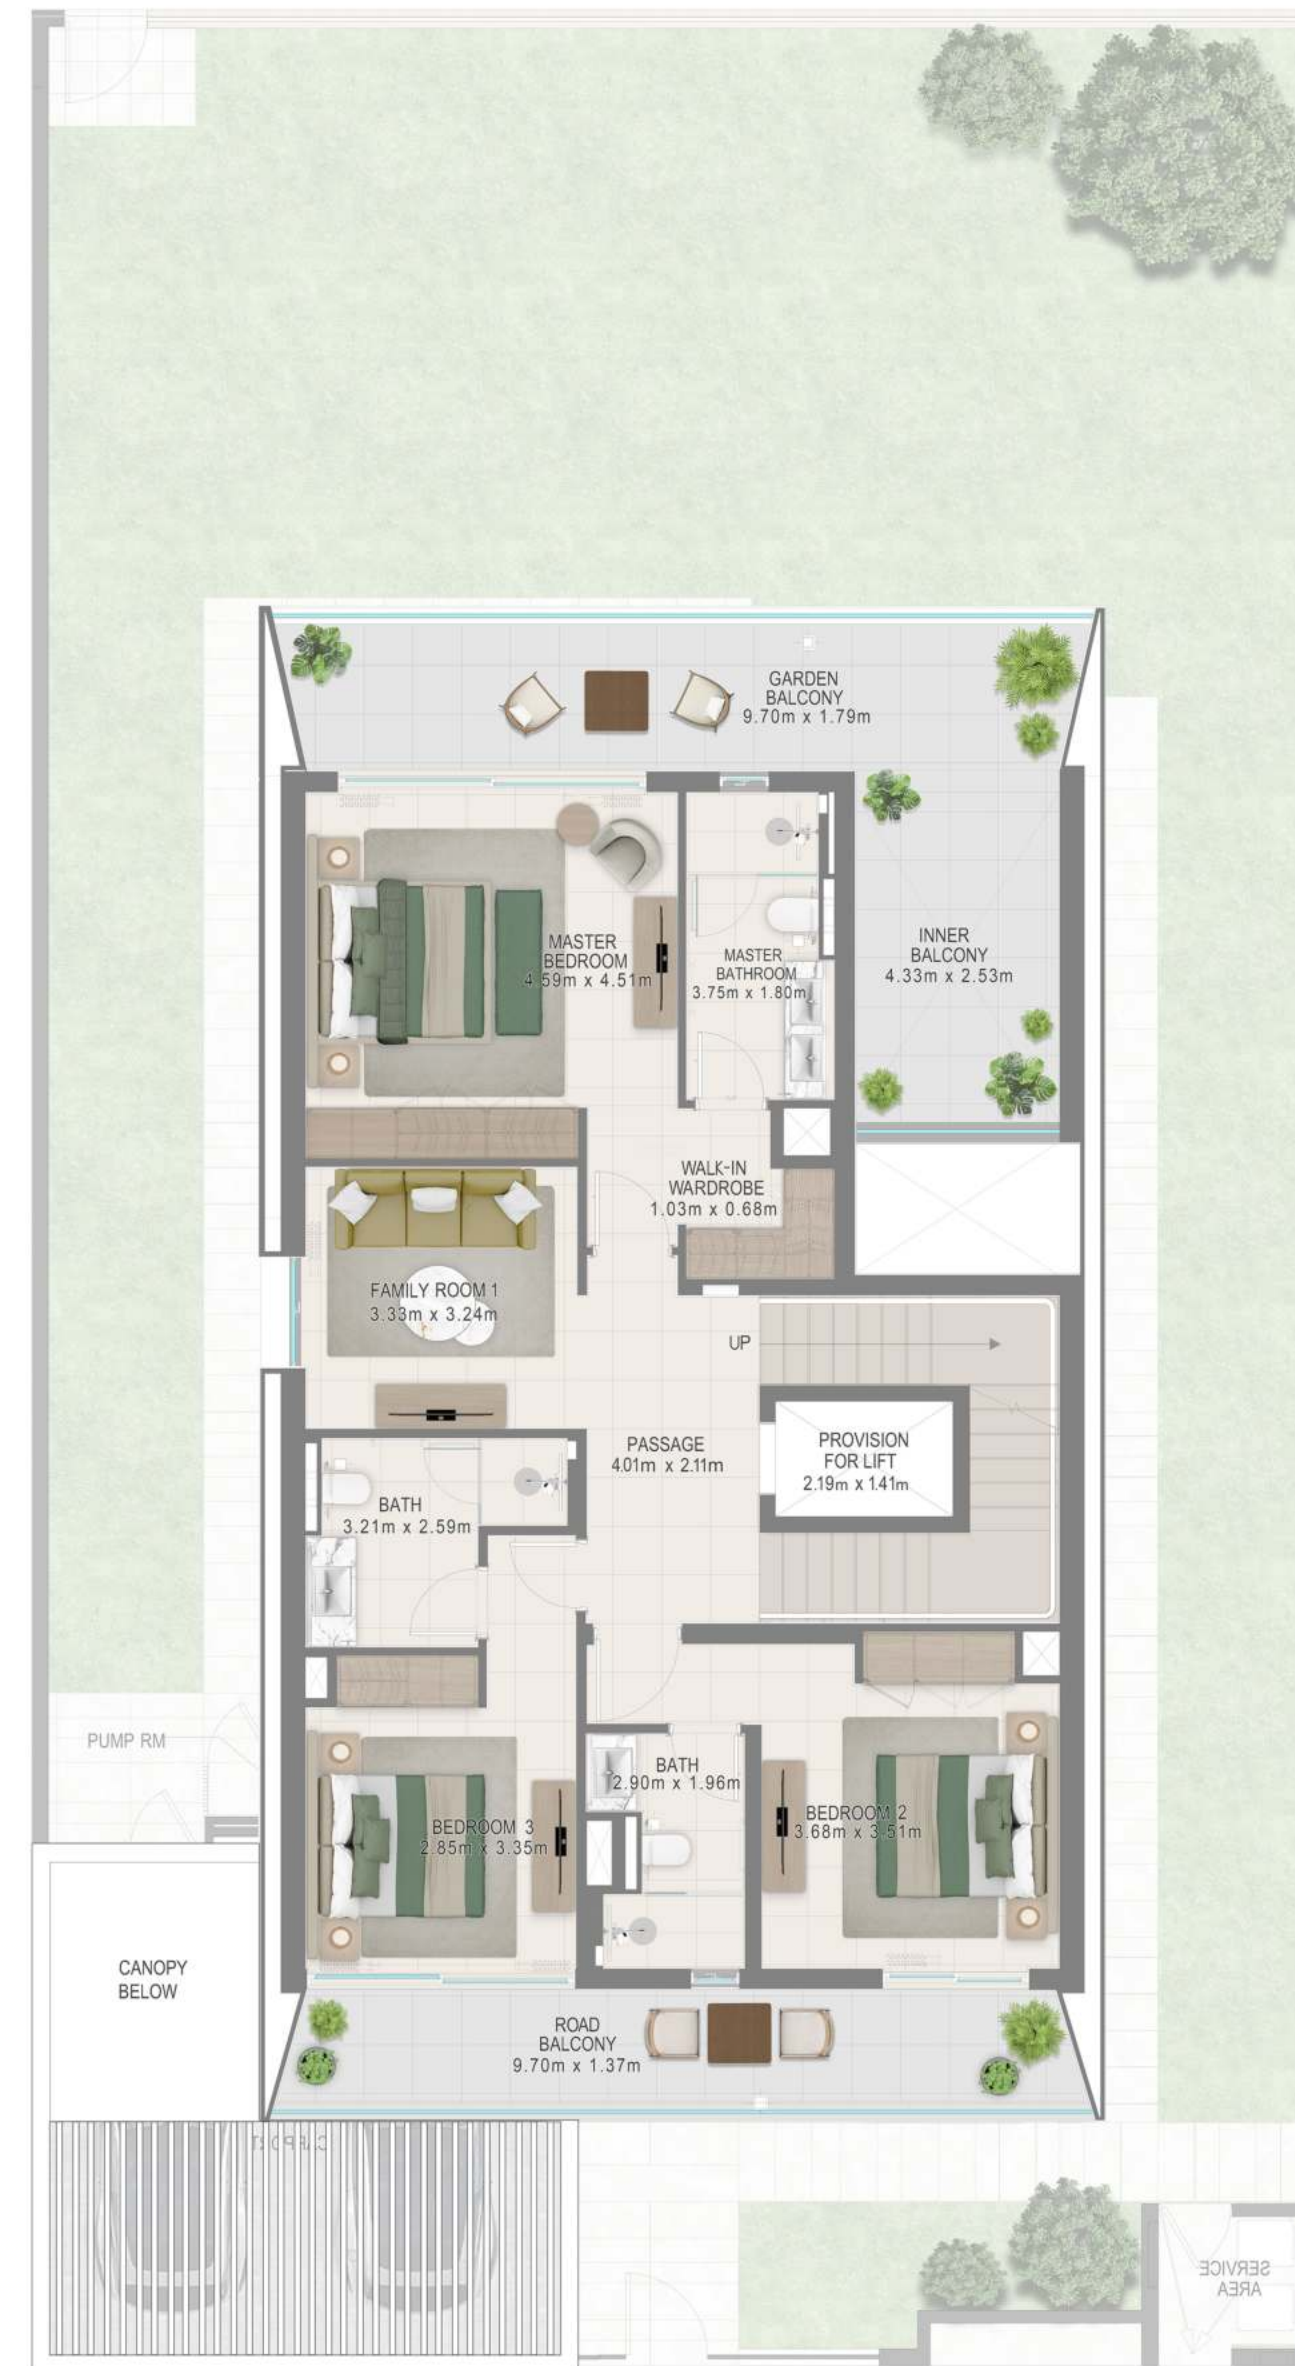 GARDEN
BALCONY
9.70m x 1.79m
MASTER
BEDROOM
4.59m x 4.51m
MASTER
BATHROOM
3.75m x 1.80m
INNER
BALCONY
4.33m x 2.53m
WALK-IN
WARDROBE
1.03m x 0.68m
FAMILY ROOM 1
3.33m x 3.24m
UP
PASSAGE
4.01m x 2.11m
PROVISION
FOR LIFT
2.19m x 1.41m
BATH
3.21m x 2.59m
PUMP RM
BATH
2.90m x 1.96m
BEDROOM 2
3.68m x 3.51m
BEDROOM 3
2.85m x 3.35m
CANOPY
BELOW
ROAD
BALCONY
9.70m x 1.37m
SERVICE
AREA